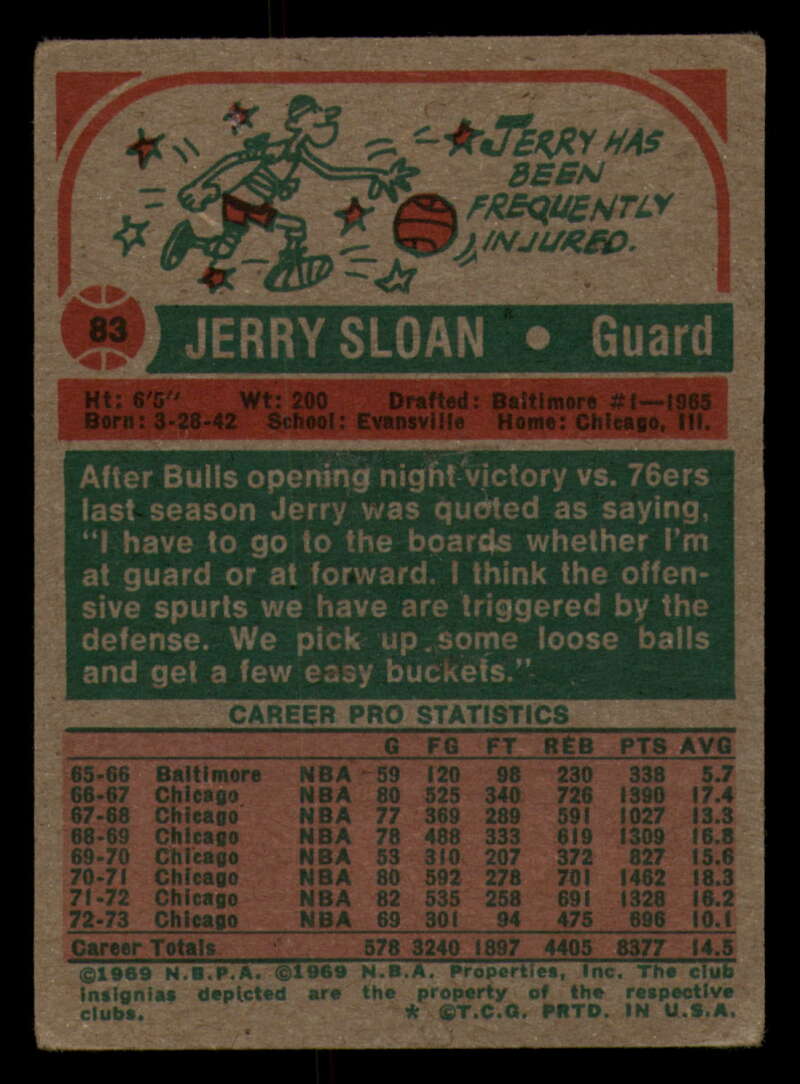 JERRY HAS
BEEN
FREQUENTLY
INJURED.
83 JERRY SLOAN • Guard
Ht: 6'5" Wt: 200 Drafted: Baltimore #1—1965
Born: 3-28-42 School: Evansville Home: Chicago, Ill.
After Bulls opening night victory vs. 76ers
last season Jerry was quoted as saying,
"I have to go to the boards whether I'm
at guard or at forward. I think the offen-
sive spurts we have are triggered by the
defense. We pick up some loose balls
and get a few easy buckets."
CAREER PRO STATISTICS
G FG FT REB PTS AVG
65-66 Baltimore NBA 59 120 98 230 338 5.7
66-67 Chicago NBA 80 525 340 726 1390 17.4
67-68 Chicago NBA 77 369 289 591 1027 13.3
68-69 Chicago NBA 78 488 333 619 1309 16.8
69-70 Chicago NBA 53 310 207 372 827 15.6
70-71 Chicago NBA 80 592 278 701 1462 18.3
71-72 Chicago NBA 82 535 258 691 1328 16.2
72-73 Chicago NBA 69 301 94 475 696 10.1
Career Totals 578 3240 1897 4405 8377 14.5
©1969 N.B.P.A. ©1969 N.B.A. Properties, Inc. The club
insignias depicted are the property of the respective
clubs. * ©T.C.G. PRTD. IN U.S.A.